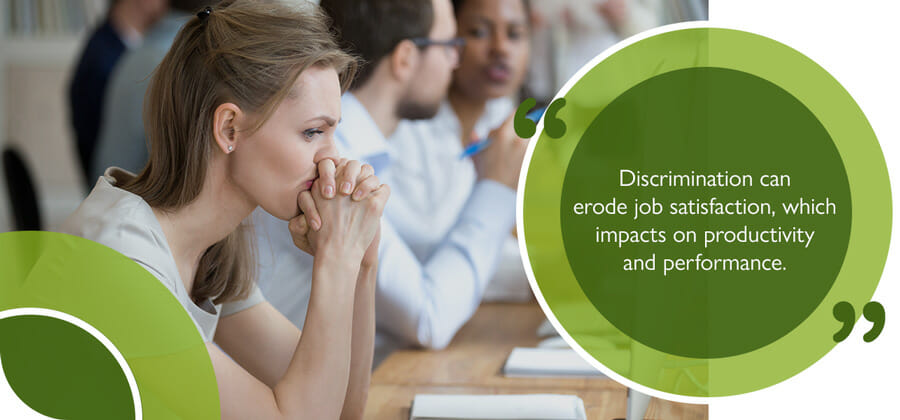 Discrimination can
erode job satisfaction, which
impacts on productivity
and performance.